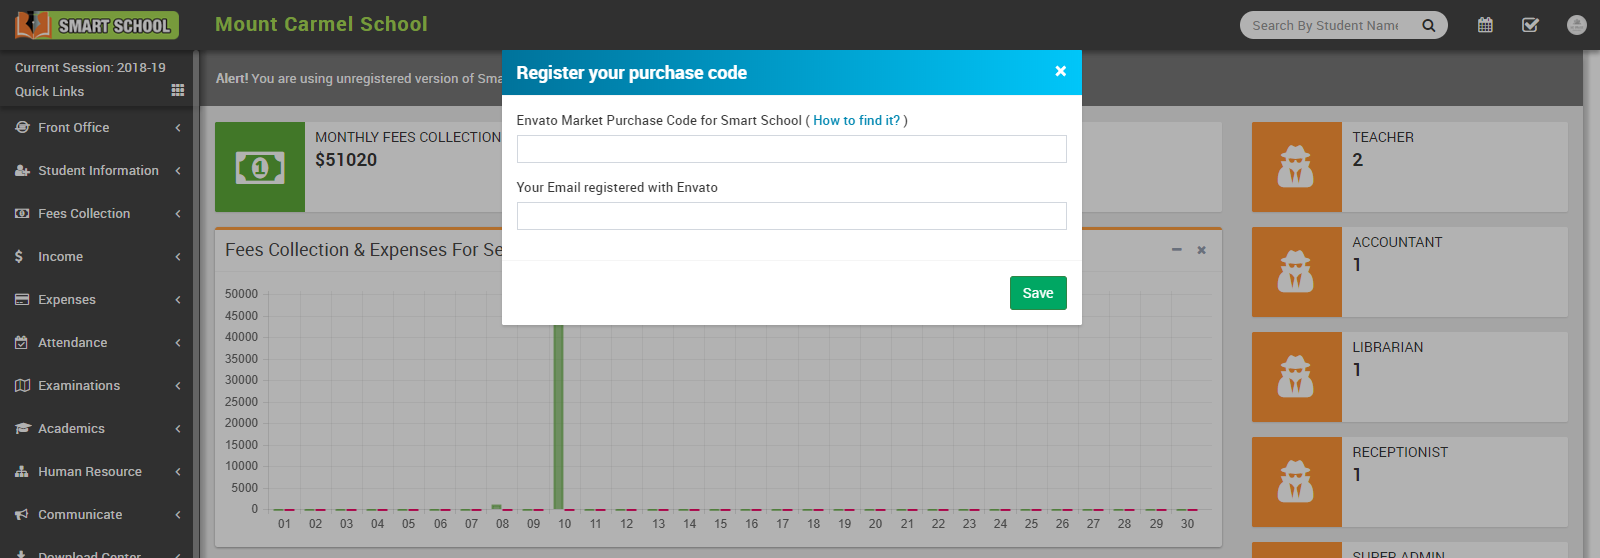 SMART SCHOOL
Mount Carmel School
Search By Student Name
Current Session: 2018-19
Quick Links
Alert! You are using unregistered version of Sma
Register your purchase code
×
Envato Market Purchase Code for Smart School ( How to find it? )
Your Email registered with Envato
Save
Front Office
Student Information
Fees Collection
$ Income
Expenses
Attendance
Examinations
Academics
Human Resource
Communicate
Download Center
MONTHLY FEES COLLECTION
$51020
Fees Collection & Expenses For Se
50000
45000
40000
35000
30000
25000
20000
15000
10000
5000
0
01 02 03 04 05 06 07 08 09 10 11 12 13 14 15 16 17 18 19 20 21 22 23 24 25 26 27 28 29 30
TEACHER
2
ACCOUNTANT
1
LIBRARIAN
1
RECEPTIONIST
1
SUPER ADMIN